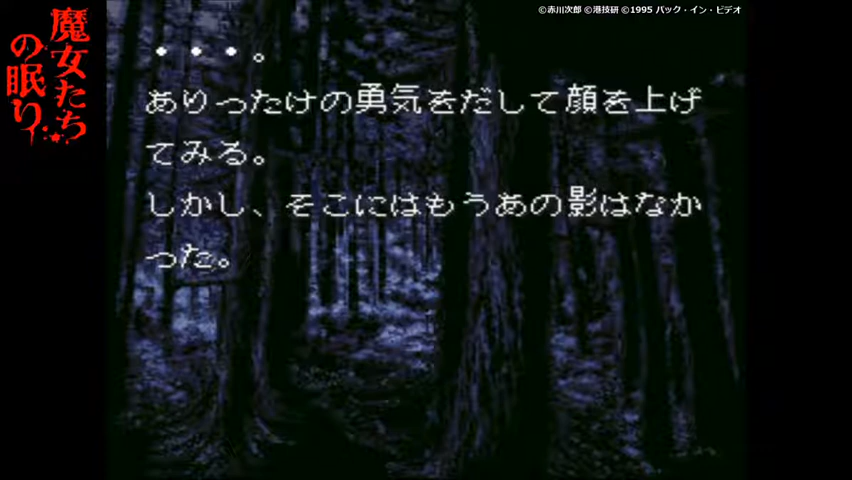 ©赤川次郎 ©港技研 ©1995 パック・イン・ビデオ
魔女たち
の眠り
・・・。
ありったけの勇気をだして顔を上げ
てみる。
しかし、そこにはもうあの影はなか
った。